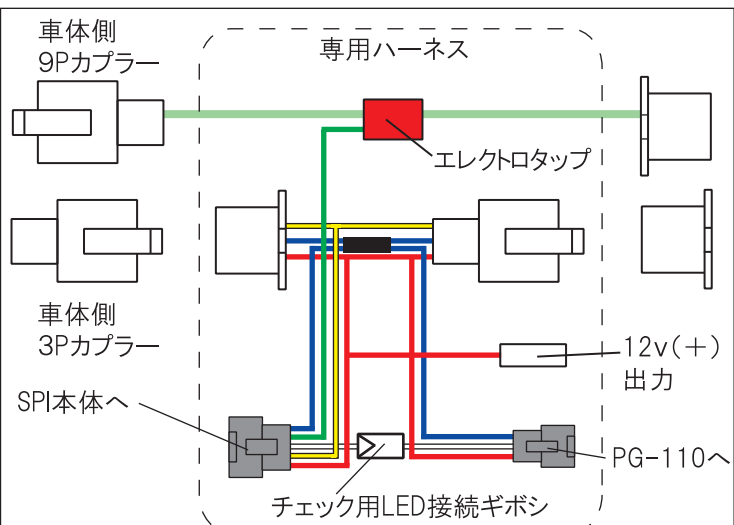 車体側
9Pカプラー
専用ハーネス
エレクトロタップ
車体側
3Pカプラー
12v(＋)
出力
SPI本体へ
PG-110へ
チェック用LED接続ギボシ